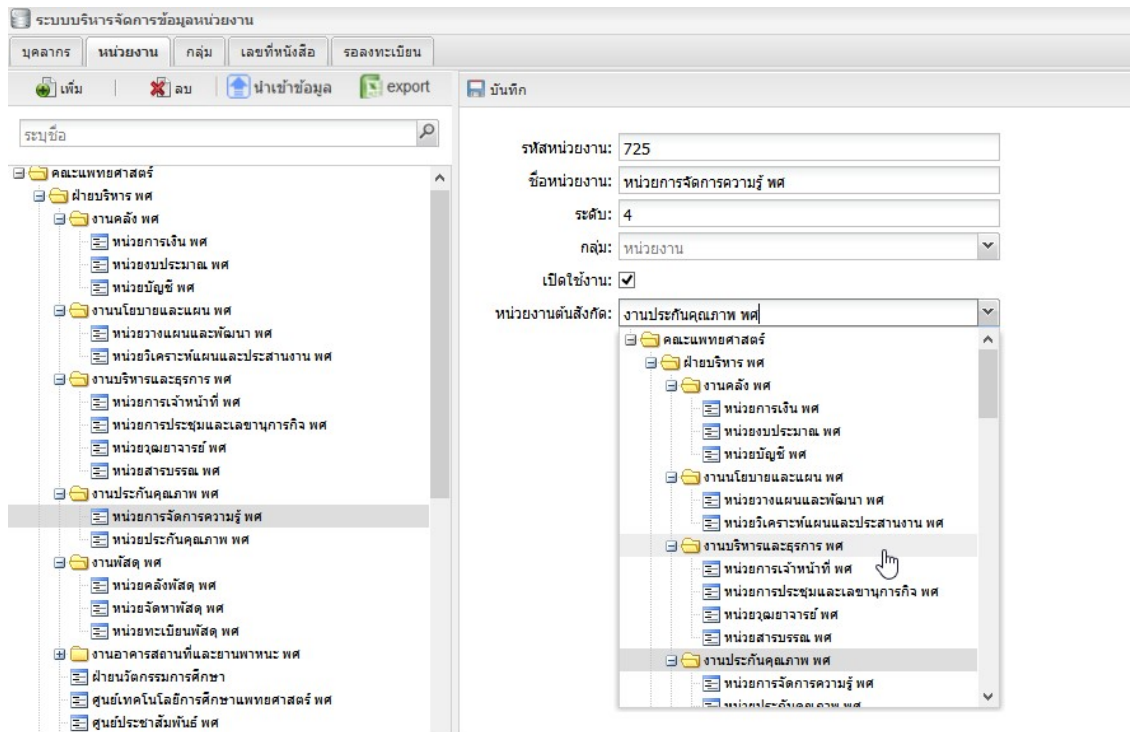 ระบบบริหารจัดการข้อมูลหน่วยงาน
บุคลากร หน่วยงาน กลุ่ม เลขที่หนังสือ รอลงทะเบียน
เพิ่ม ลบ นำเข้าข้อมูล export
ระบุชื่อ
คณะแพทยศาสตร์
ฝ่ายบริหาร พศ
งานคลัง พศ
หน่วยการเงิน พศ
หน่วยงบประมาณ พศ
หน่วยบัญชี พศ
งานนโยบายและแผน พศ
หน่วยวางแผนและพัฒนา พศ
หน่วยวิเคราะห์แผนและประสานงาน พศ
งานบริหารและธุรการ พศ
หน่วยการเจ้าหน้าที่ พศ
หน่วยการประชุมและเลขานุการกิจ พศ
หน่วยวุฒยาจารย์ พศ
หน่วยสารบรรณ พศ
งานประกันคุณภาพ พศ
หน่วยการจัดการความรู้ พศ
หน่วยประกันคุณภาพ พศ
งานพัสดุ พศ
หน่วยคลังพัสดุ พศ
หน่วยจัดหาพัสดุ พศ
หน่วยทะเบียนพัสดุ พศ
งานอาคารสถานที่และยานพาหนะ พศ
ฝ่ายนวัตกรรมการศึกษา
ศูนย์เทคโนโลยีการศึกษาแพทยศาสตร์ พศ
ศูนย์ประชาสัมพันธ์ พศ
บันทึก
รหัสหน่วยงาน: 725
ชื่อหน่วยงาน: หน่วยการจัดการความรู้ พศ
ระดับ: 4
กลุ่ม: หน่วยงาน
เปิดใช้งาน:
หน่วยงานต้นสังกัด: งานประกันคุณภาพ พศ
คณะแพทยศาสตร์
ฝ่ายบริหาร พศ
งานคลัง พศ
หน่วยการเงิน พศ
หน่วยงบประมาณ พศ
หน่วยบัญชี พศ
งานนโยบายและแผน พศ
หน่วยวางแผนและพัฒนา พศ
หน่วยวิเคราะห์แผนและประสานงาน พศ
งานบริหารและธุรการ พศ
หน่วยการเจ้าหน้าที่ พศ
หน่วยการประชุมและเลขานุการกิจ พศ
หน่วยวุฒยาจารย์ พศ
หน่วยสารบรรณ พศ
งานประกันคุณภาพ พศ
หน่วยการจัดการความรู้ พศ
หน่วยประกันคุณภาพ พศ